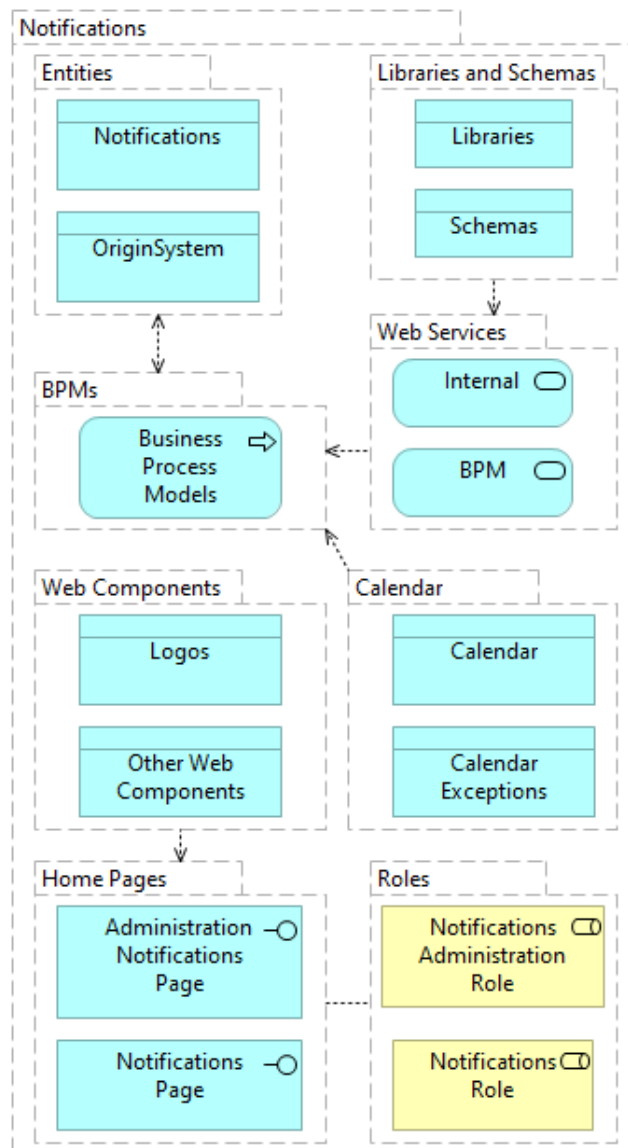 Notifications
Entities
Notifications
OriginSystem
Libraries and Schemas
Libraries
Schemas
Web Services
Internal
BPM
BPMs
Business
Process
Models
Web Components
Logos
Other Web
Components
Calendar
Calendar
Calendar
Exceptions
Home Pages
Administration
Notifications
Page
Notifications
Page
Roles
Notifications
Administration
Role
Notifications
Role